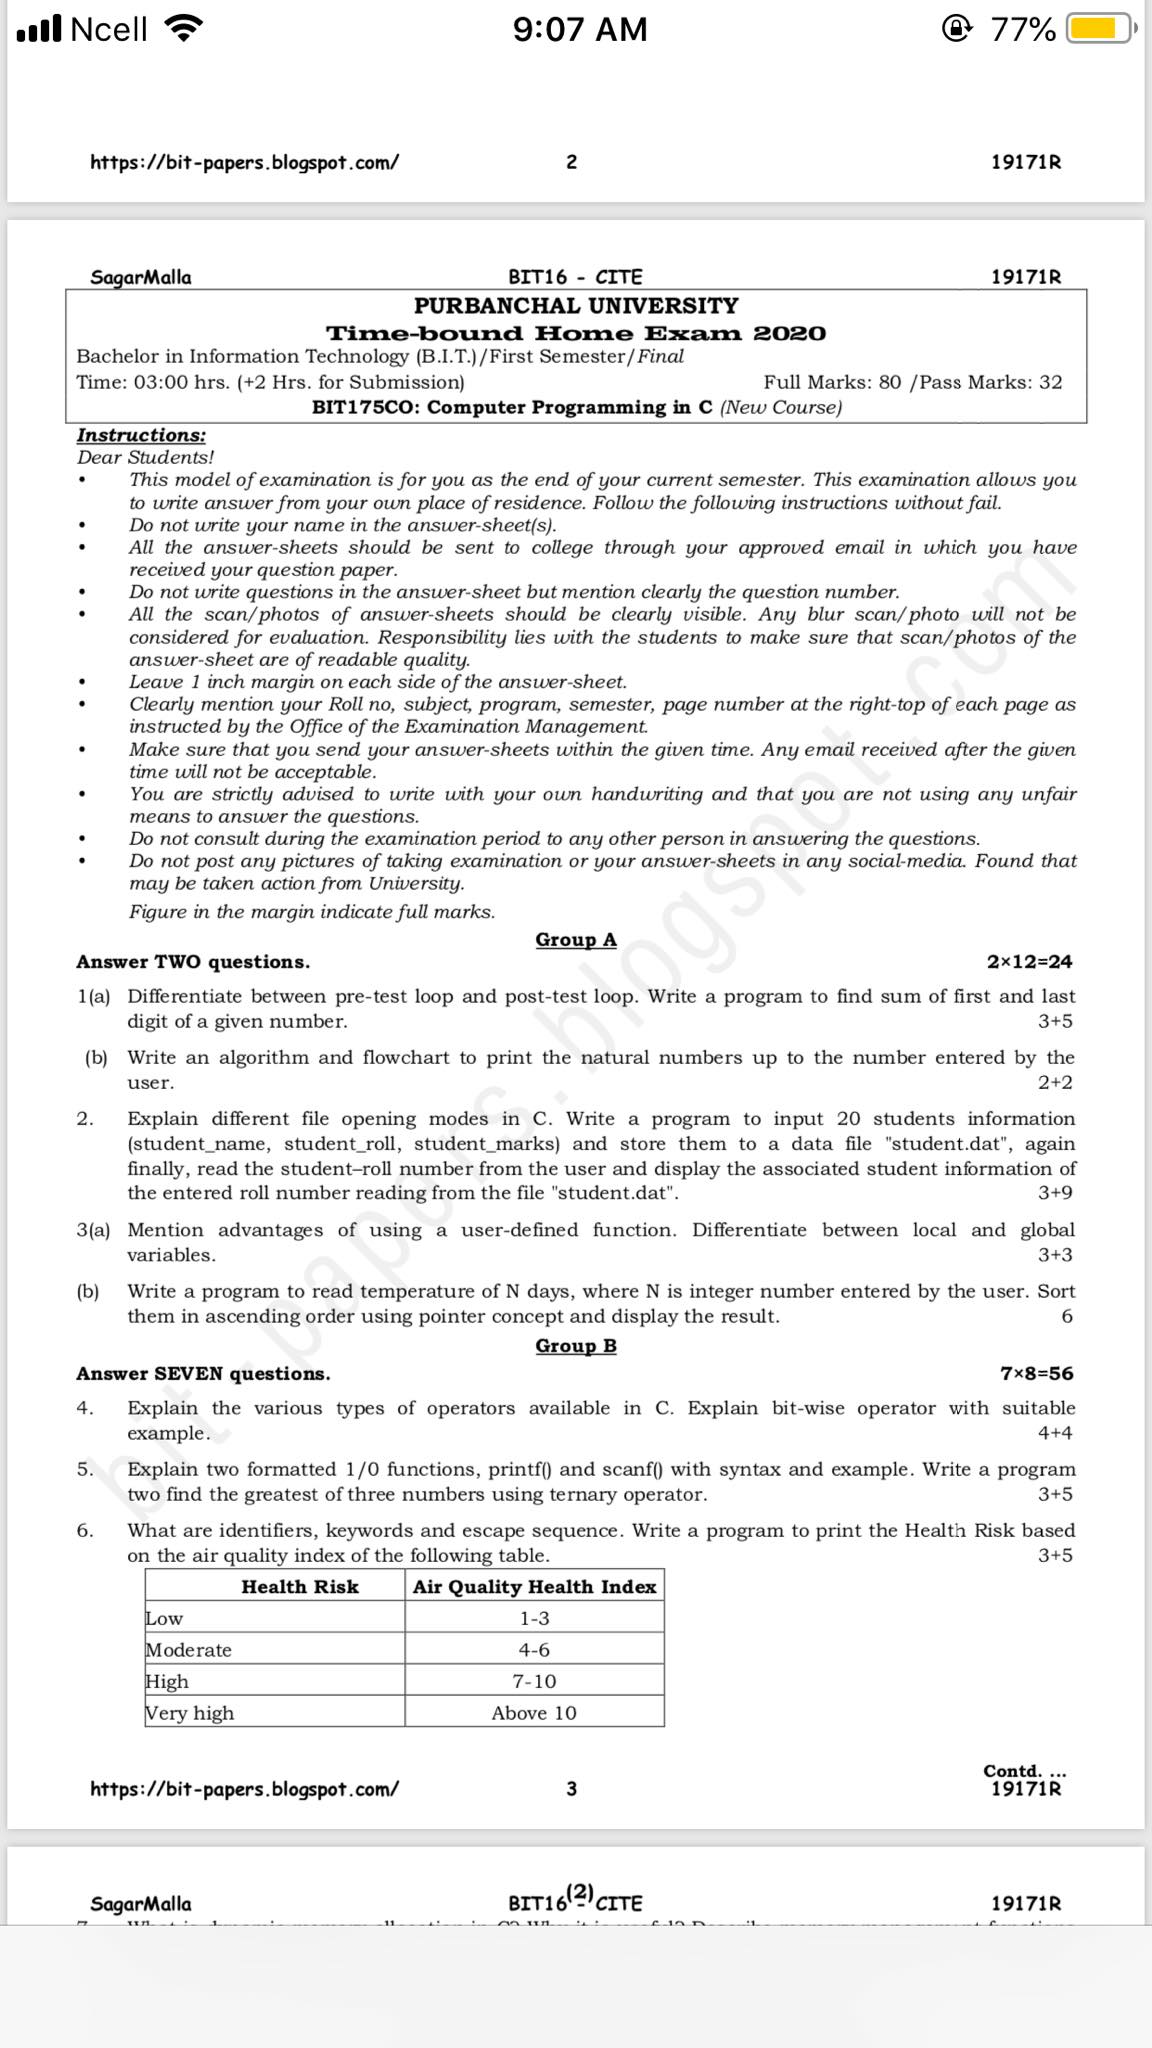 Ncell 9:07 AM 77%
https://bit-papers.blogspot.com/ 2 19171R
SagarMalla BIT16 - CITE 19171R
PURBANCHAL UNIVERSITY
Time-bound Home Exam 2020
Bachelor in Information Technology (B.I.T.)/First Semester/Final
Time: 03:00 hrs. (+2 Hrs. for Submission) Full Marks: 80 /Pass Marks: 32
BIT175CO: Computer Programming in C (New Course)
Instructions:
Dear Students!
• This model of examination is for you as the end of your current semester. This examination allows you
to write answer from your own place of residence. Follow the following instructions without fail.
• Do not write your name in the answer-sheet(s).
• All the answer-sheets should be sent to college through your approved email in which you have
received your question paper.
• Do not write questions in the answer-sheet but mention clearly the question number.
• All the scan/photos of answer-sheets should be clearly visible. Any blur scan/photo will not be
considered for evaluation. Responsibility lies with the students to make sure that scan/photos of the
answer-sheet are of readable quality.
• Leave 1 inch margin on each side of the answer-sheet.
• Clearly mention your Roll no, subject, program, semester, page number at the right-top of each page as
instructed by the Office of the Examination Management.
• Make sure that you send your answer-sheets within the given time. Any email received after the given
time will not be acceptable.
• You are strictly advised to write with your own handwriting and that you are not using any unfair
means to answer the questions.
• Do not consult during the examination period to any other person in answering the questions.
• Do not post any pictures of taking examination or your answer-sheets in any social-media. Found that
may be taken action from University.
Figure in the margin indicate full marks.
Group A
Answer TWO questions. 2×12=24
1(a) Differentiate between pre-test loop and post-test loop. Write a program to find sum of first and last
digit of a given number. 3+5
(b) Write an algorithm and flowchart to print the natural numbers up to the number entered by the
user. 2+2
2. Explain different file opening modes in C. Write a program to input 20 students information
(student_name, student_roll, student_marks) and store them to a data file "student.dat", again
finally, read the student–roll number from the user and display the associated student information of
the entered roll number reading from the file "student.dat". 3+9
3(a) Mention advantages of using a user-defined function. Differentiate between local and global
variables. 3+3
(b) Write a program to read temperature of N days, where N is integer number entered by the user. Sort
them in ascending order using pointer concept and display the result. 6
Group B
Answer SEVEN questions. 7×8=56
4. Explain the various types of operators available in C. Explain bit-wise operator with suitable
example. 4+4
5. Explain two formatted 1/0 functions, printf() and scanf() with syntax and example. Write a program
two find the greatest of three numbers using ternary operator. 3+5
6. What are identifiers, keywords and escape sequence. Write a program to print the Health Risk based
on the air quality index of the following table. 3+5
Health Risk Air Quality Health Index
Low 1-3
Moderate 4-6
High 7-10
Very high Above 10
Contd. ...
https://bit-papers.blogspot.com/ 3 19171R
bit-papers.blogspot.com
SagarMalla BIT16 - CITE 19171R
(2)